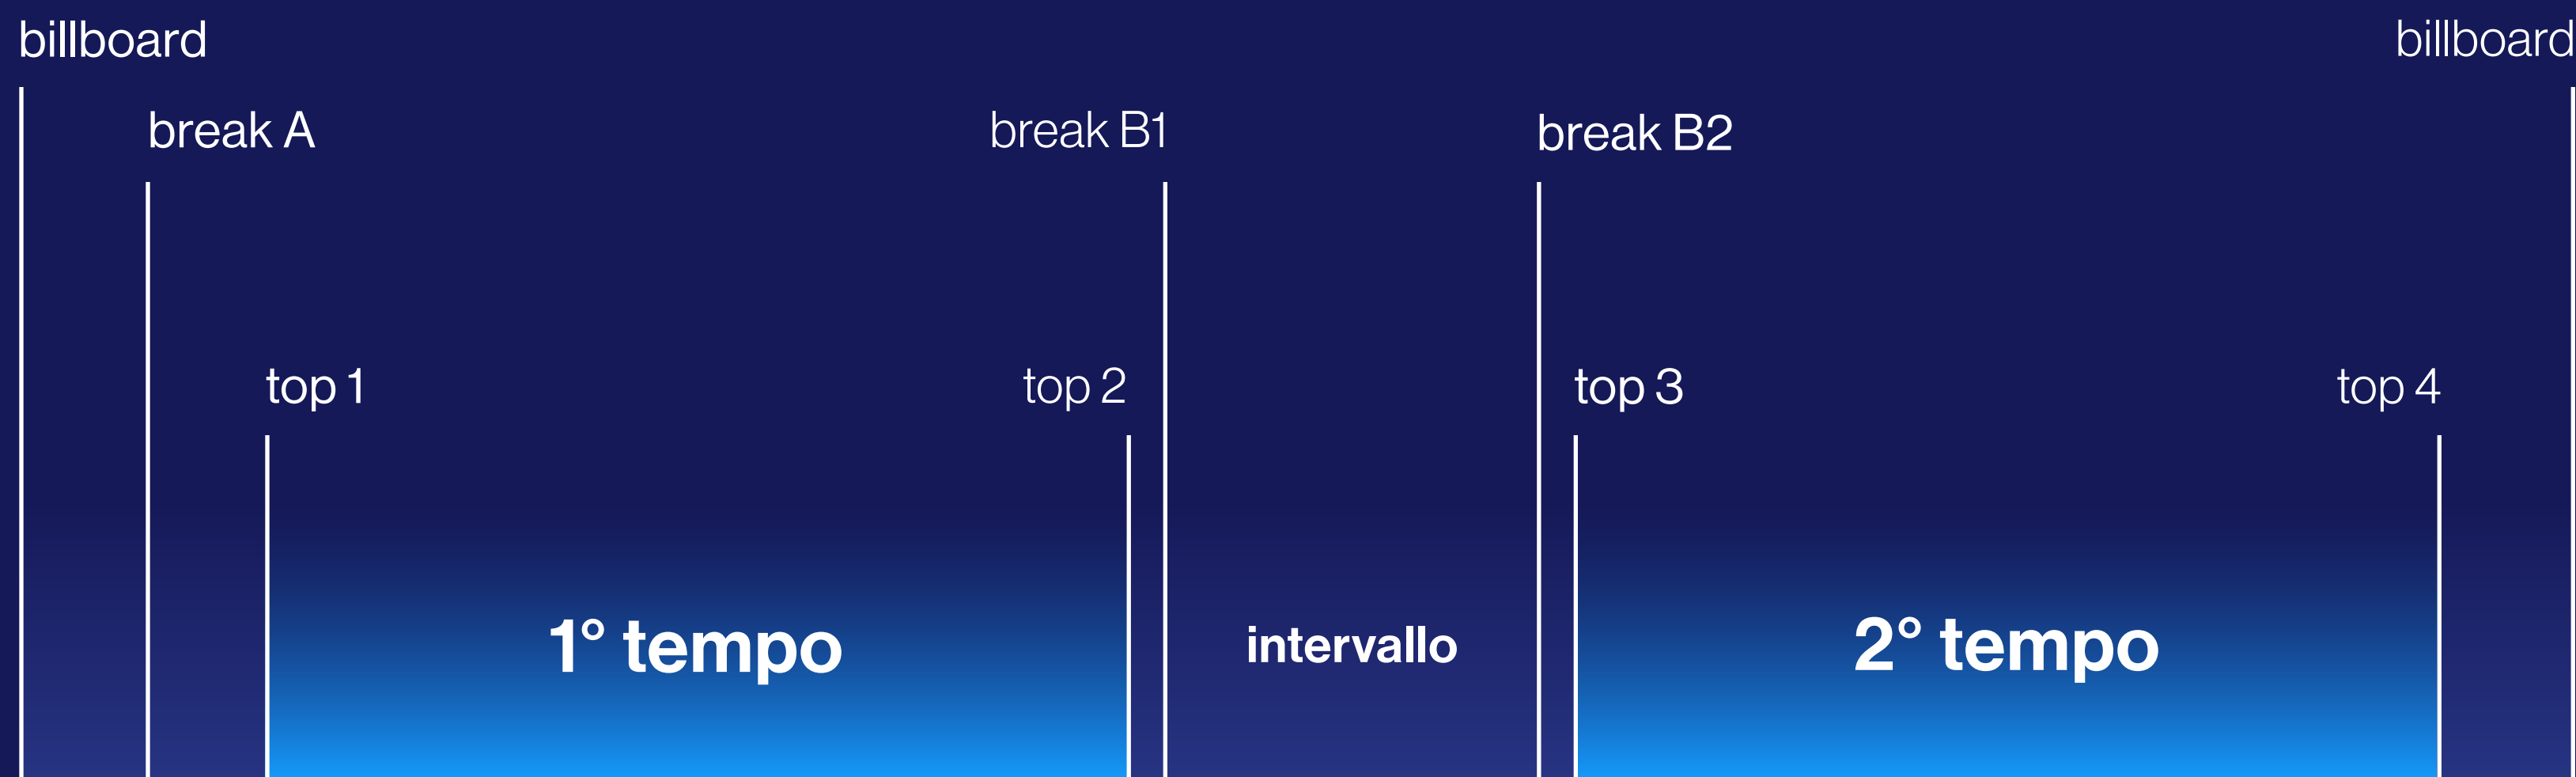 billboard
billboard
break A
break B1
break B2
top 1
top 2
top 3
top 4
1° tempo
intervallo
2° tempo